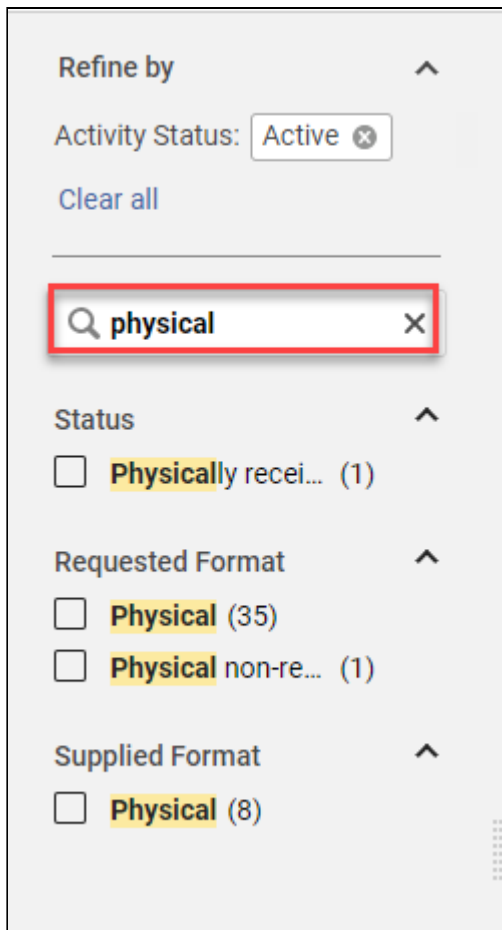 Refine by
Activity Status: Active
Clear all
physical
Status
Physically recei... (1)
Requested Format
Physical (35)
Physical non-re... (1)
Supplied Format
Physical (8)